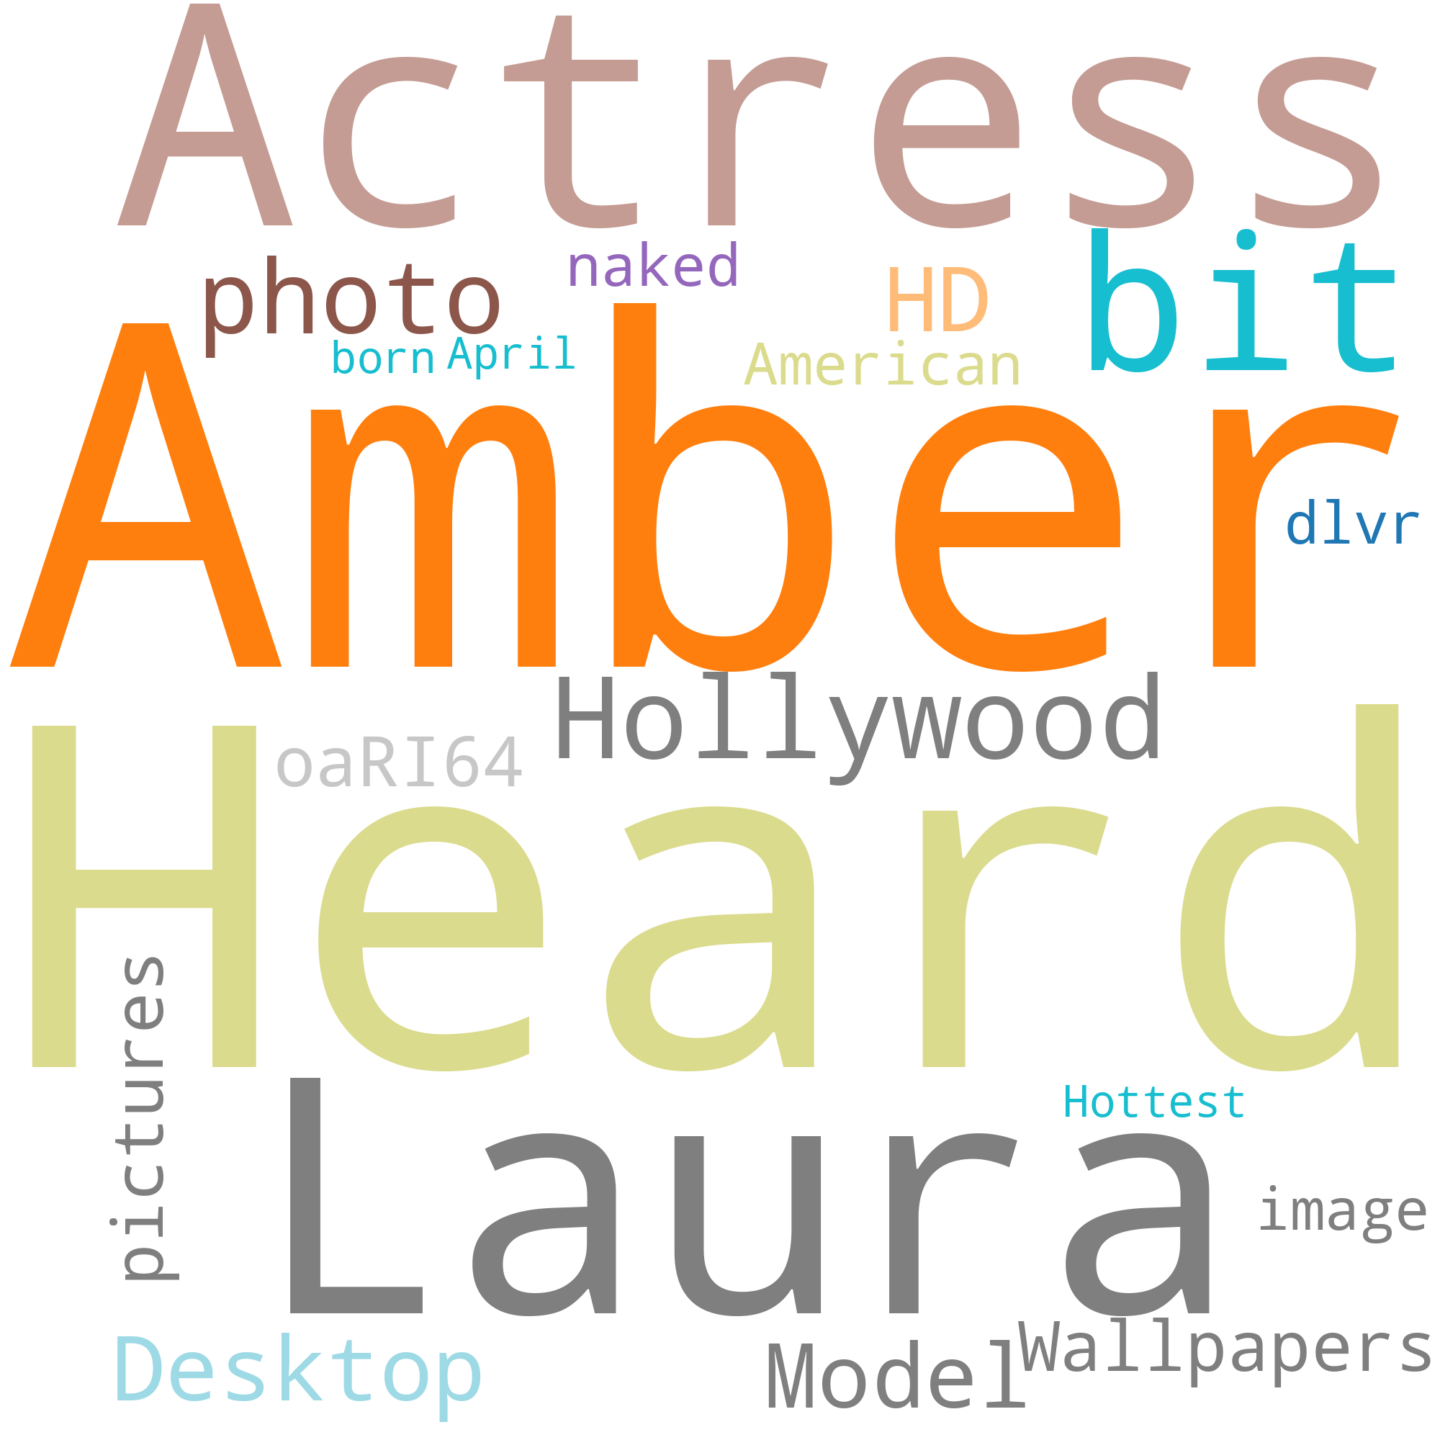 Actress
photo
naked
HD
bit
born
April
American
Amber
dlvr
Hollywood
oaRI64
Heard
pictures
Laura
Hottest
image
Desktop
Model
Wallpapers